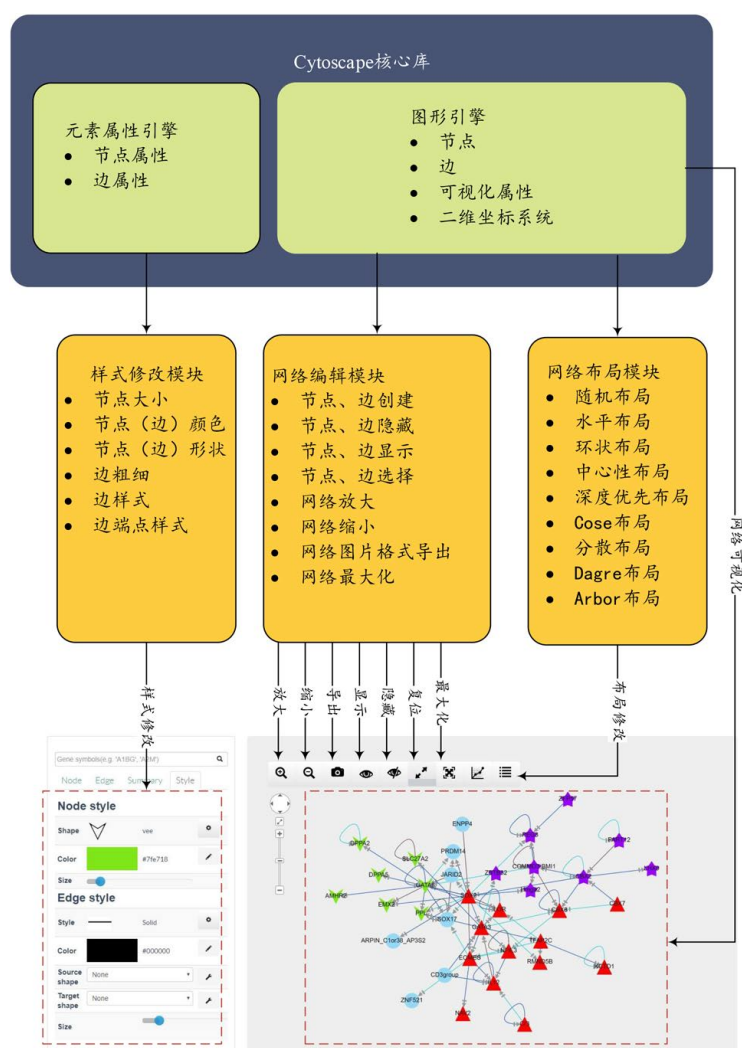 Cytoscape核心库
元素属性引擎
● 节点属性
● 边属性
图形引擎
● 节点
● 边
● 可视化属性
● 二维坐标系统
样式修改模块
● 节点大小
● 节点（边）颜色
● 节点（边）形状
● 边粗细
● 边样式
● 边端点样式
网络编辑模块
● 节点、边创建
● 节点、边隐藏
● 节点、边显示
● 节点、边选择
● 网络放大
● 网络缩小
● 网络图片格式导出
● 网络最大化
网络布局模块
● 随机布局
● 水平布局
● 环状布局
● 中心性布局
● 深度优先布局
● Cose布局
● 分散布局
● Dagre布局
● Arbor布局
网络可视化
样式修改
放大
缩小
导出
显示
隐藏
复位
最大化
布局修改
Gene symbols(e.g. "A1BG",
Node Edge Summary Style
Node style
Shape vee
Color #7fe718
Size
Edge style
Style Solid
Color #000000
Source shape None
Target shape None
Size
ENPP4
DPPA2
SLC27A2
PRDM14
DPPA5
JARID2
AMHR2
ARPIN_C1or38_AP3S2
CD3group
ZNF521